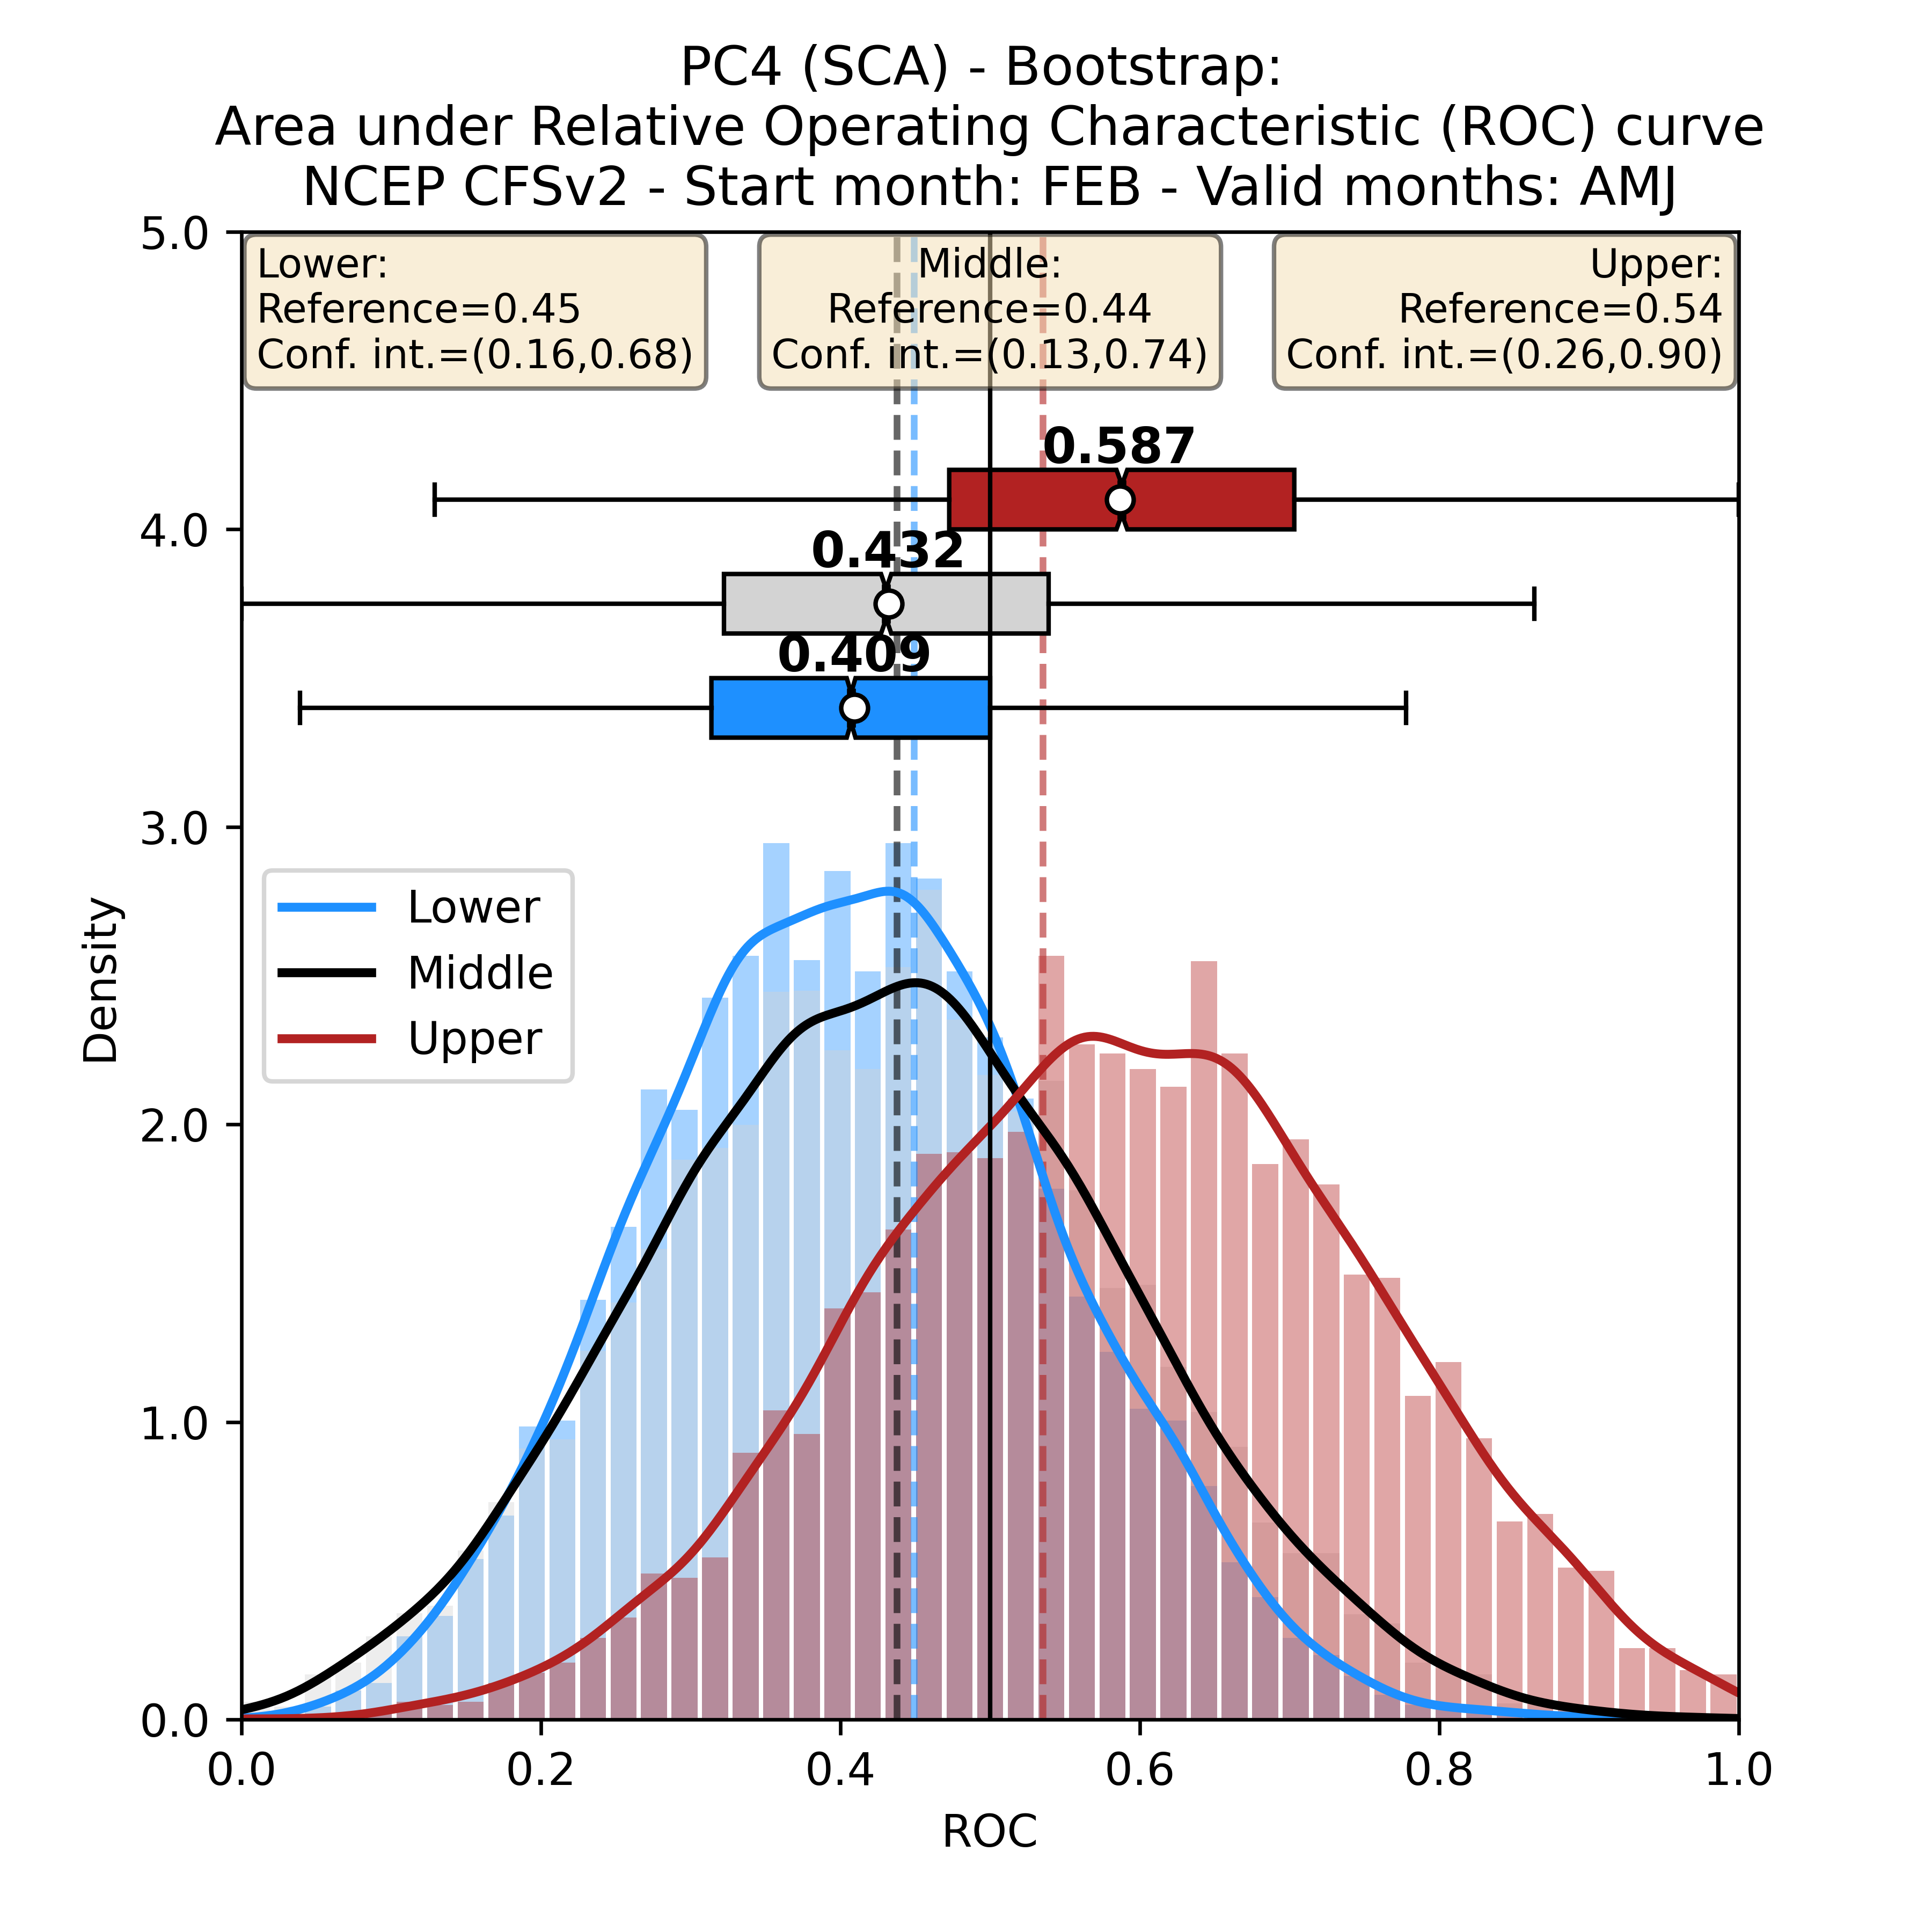 PC4 (SCA) - Bootstrap:
Area under Relative Operating Characteristic (ROC) curve
NCEP CFSv2 - Start month: FEB - Valid months: AMJ
Lower:
Reference=0.45
Conf. int.=(0.16,0.68)
Middle:
Reference=0.44
Conf. int.=(0.13,0.74)
Upper:
Reference=0.54
Conf. int.=(0.26,0.90)
0.587
0.432
0.409
Lower
Middle
Upper
Density
5.0
4.0
3.0
2.0
1.0
0.0
0.0 0.2 0.4 0.6 0.8 1.0
ROC